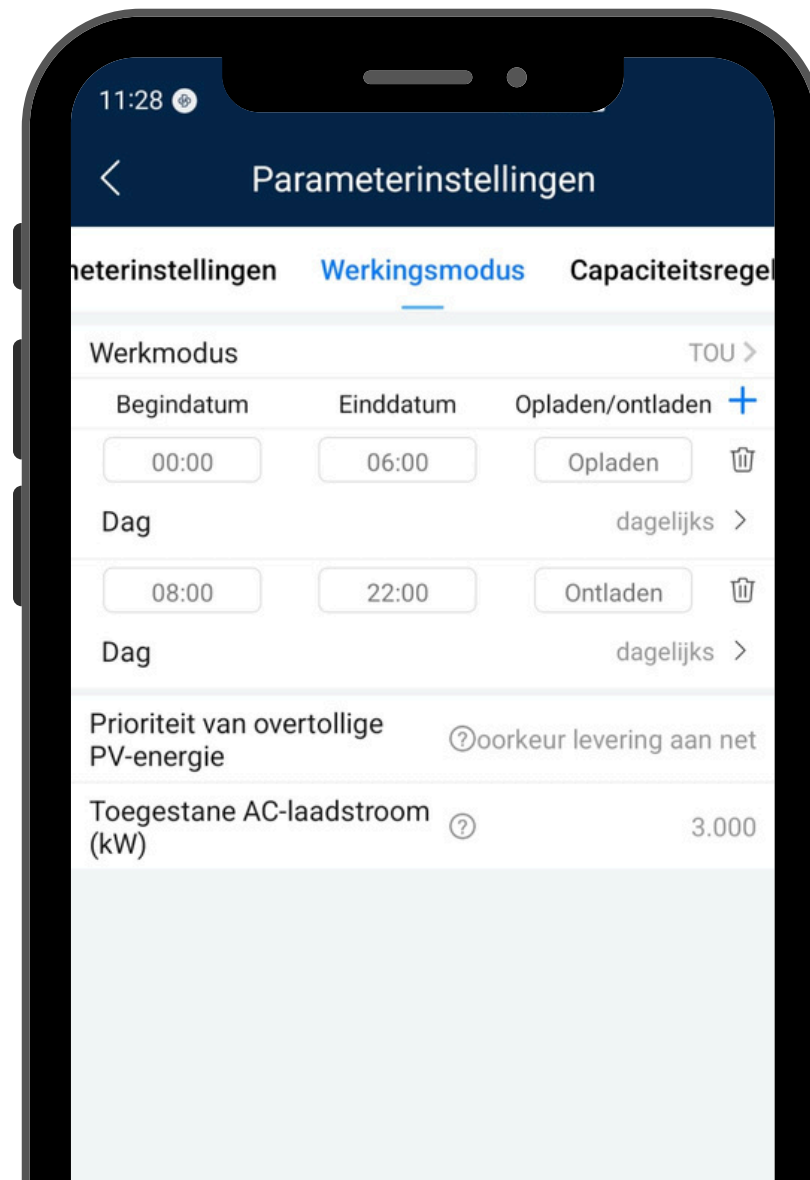 11:28
Parameterinstellingen
neterinstellingen Werkingsmodus Capaciteitsregel
Werkmodus TOU
Begindatum Einddatum Opladen/ontladen
00:00 06:00 Opladen
Dag dagelijks
08:00 22:00 Ontladen
Dag dagelijks
Prioriteit van overtollige
PV-energie ? oorkeur levering aan net
Toegestane AC-laadstroom
(kW) ? 3.000